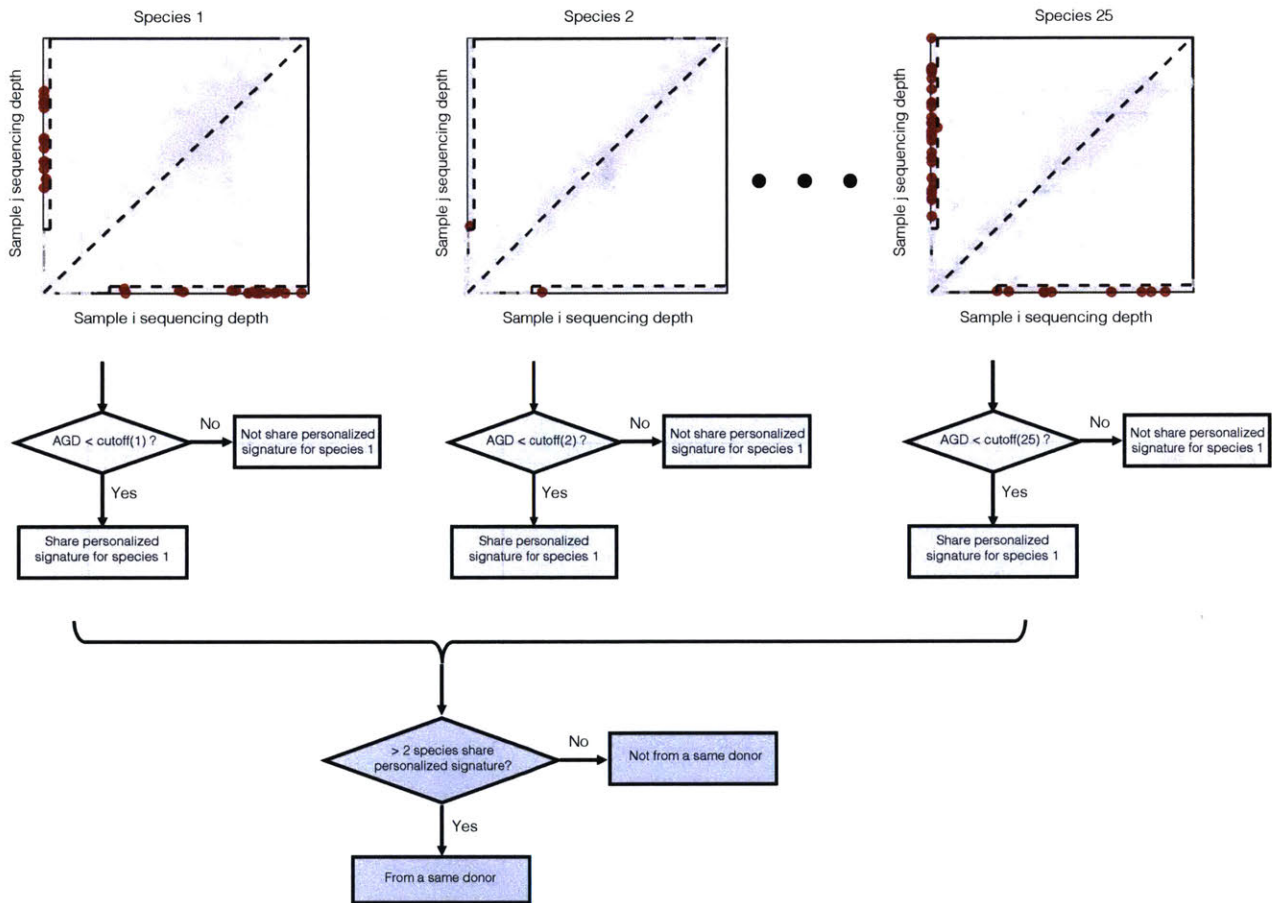 Species 1
Species 2
Species 25
Sample j sequencing depth
Sample j sequencing depth
Sample j sequencing depth
Sample i sequencing depth
Sample i sequencing depth
Sample i sequencing depth
AGD < cutoff(1) ?
No
Not share personalized
signature for species 1
Yes
Share personalized
signature for species 1
AGD < cutoff(2) ?
No
Not share personalized
signature for species 1
Yes
Share personalized
signature for species 1
AGD < cutoff(25) ?
No
Not share personalized
signature for species 1
Yes
Share personalized
signature for species 1
> 2 species share
personalized signature?
No
Not from a same donor
Yes
From a same donor